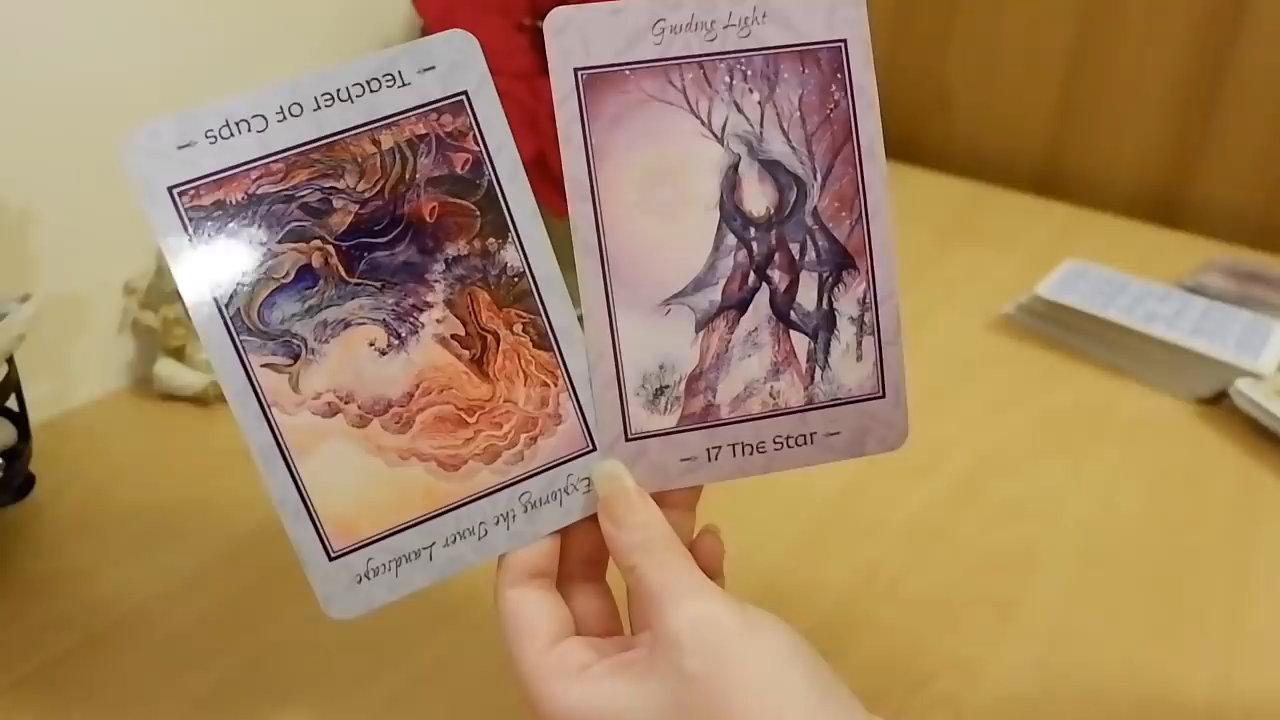 Teacher of Cups
Exploring the Inner Landscape
Guiding Light
17 The Star